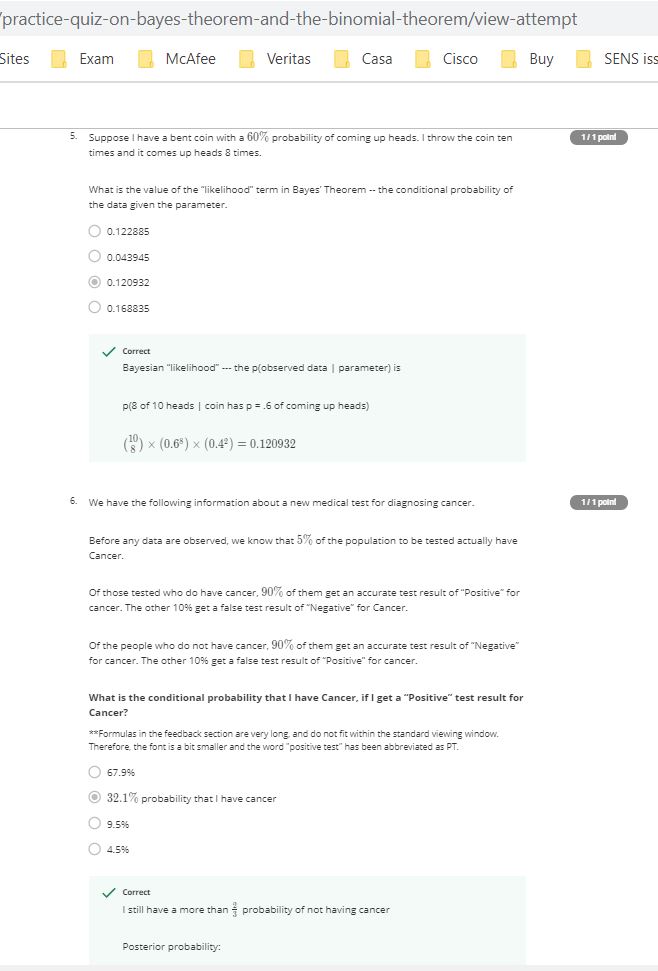 /practice-quiz-on-bayes-theorem-and-the-binomial-theorem/view-attempt
Sites Exam McAfee Veritas Casa Cisco Buy SENS iss
5. Suppose I have a bent coin with a 60% probability of coming up heads. I throw the coin ten
times and it comes up heads 8 times.
1 / 1 point
What is the value of the "likelihood" term in Bayes' Theorem -- the conditional probability of
the data given the parameter.
0.122885
0.043945
0.120932
0.168835
Correct
Bayesian "likelihood" --- the p(observed data | parameter) is
p(8 of 10 heads | coin has p = .6 of coming up heads)
(10 8) × (0.6⁸) × (0.4²) = 0.120932
6. We have the following information about a new medical test for diagnosing cancer.
1 / 1 point
Before any data are observed, we know that 5% of the population to be tested actually have
Cancer.
Of those tested who do have cancer, 90% of them get an accurate test result of "Positive" for
cancer. The other 10% get a false test result of "Negative" for Cancer.
Of the people who do not have cancer, 90% of them get an accurate test result of "Negative"
for cancer. The other 10% get a false test result of "Positive" for cancer.
What is the conditional probability that I have Cancer, if I get a "Positive" test result for
Cancer?
**Formulas in the feedback section are very long, and do not fit within the standard viewing window.
Therefore, the font is a bit smaller and the word "positive test" has been abbreviated as PT.
67.9%
32.1% probability that I have cancer
9.5%
4.5%
Correct
I still have a more than 2/3 probability of not having cancer
Posterior probability: